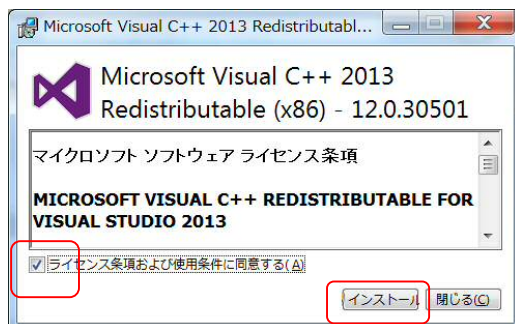 Microsoft Visual C++ 2013 Redistributabl...
Microsoft Visual C++ 2013
Redistributable (x86) - 12.0.30501
マイクロソフト ソフトウェア ライセンス条項
MICROSOFT VISUAL C++ REDISTRIBUTABLE FOR
VISUAL STUDIO 2013
ライセンス条項および使用条件に同意する(A)
インストール 閉じる(C)